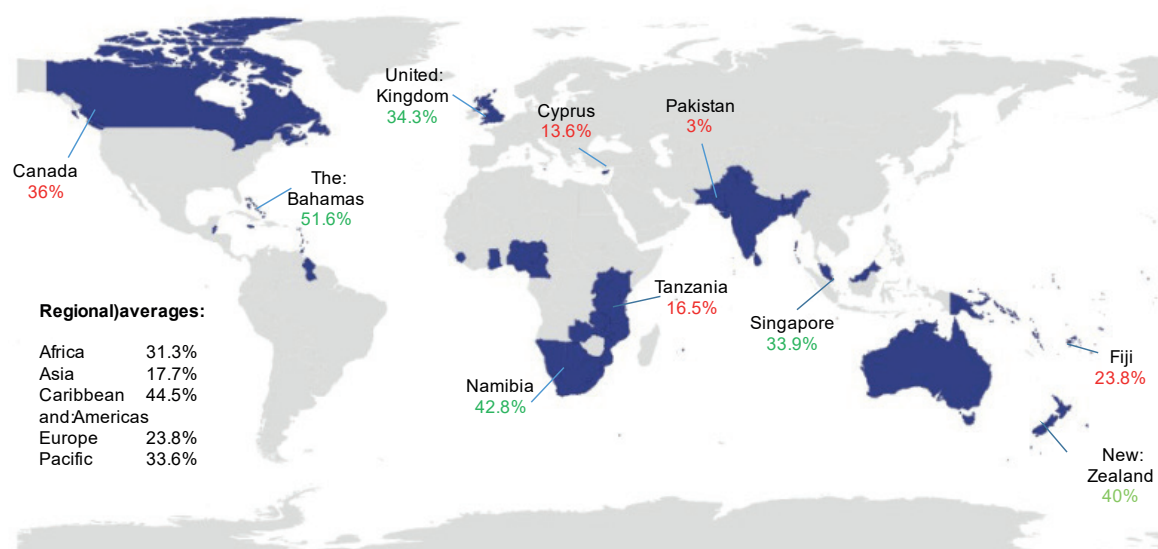 United:
Kingdom
34.3%
Cyprus
13.6%
Pakistan
3%
Canada
36%
The:
Bahamas
51.6%
Tanzania
16.5%
Regional)averages:
Singapore
33.9%
Africa 31.3%
Asia 17.7%
Caribbean 44.5%
and:Americas
Europe 23.8%
Pacific 33.6%
Namibia
42.8%
Fiji
23.8%
New:
Zealand
40%